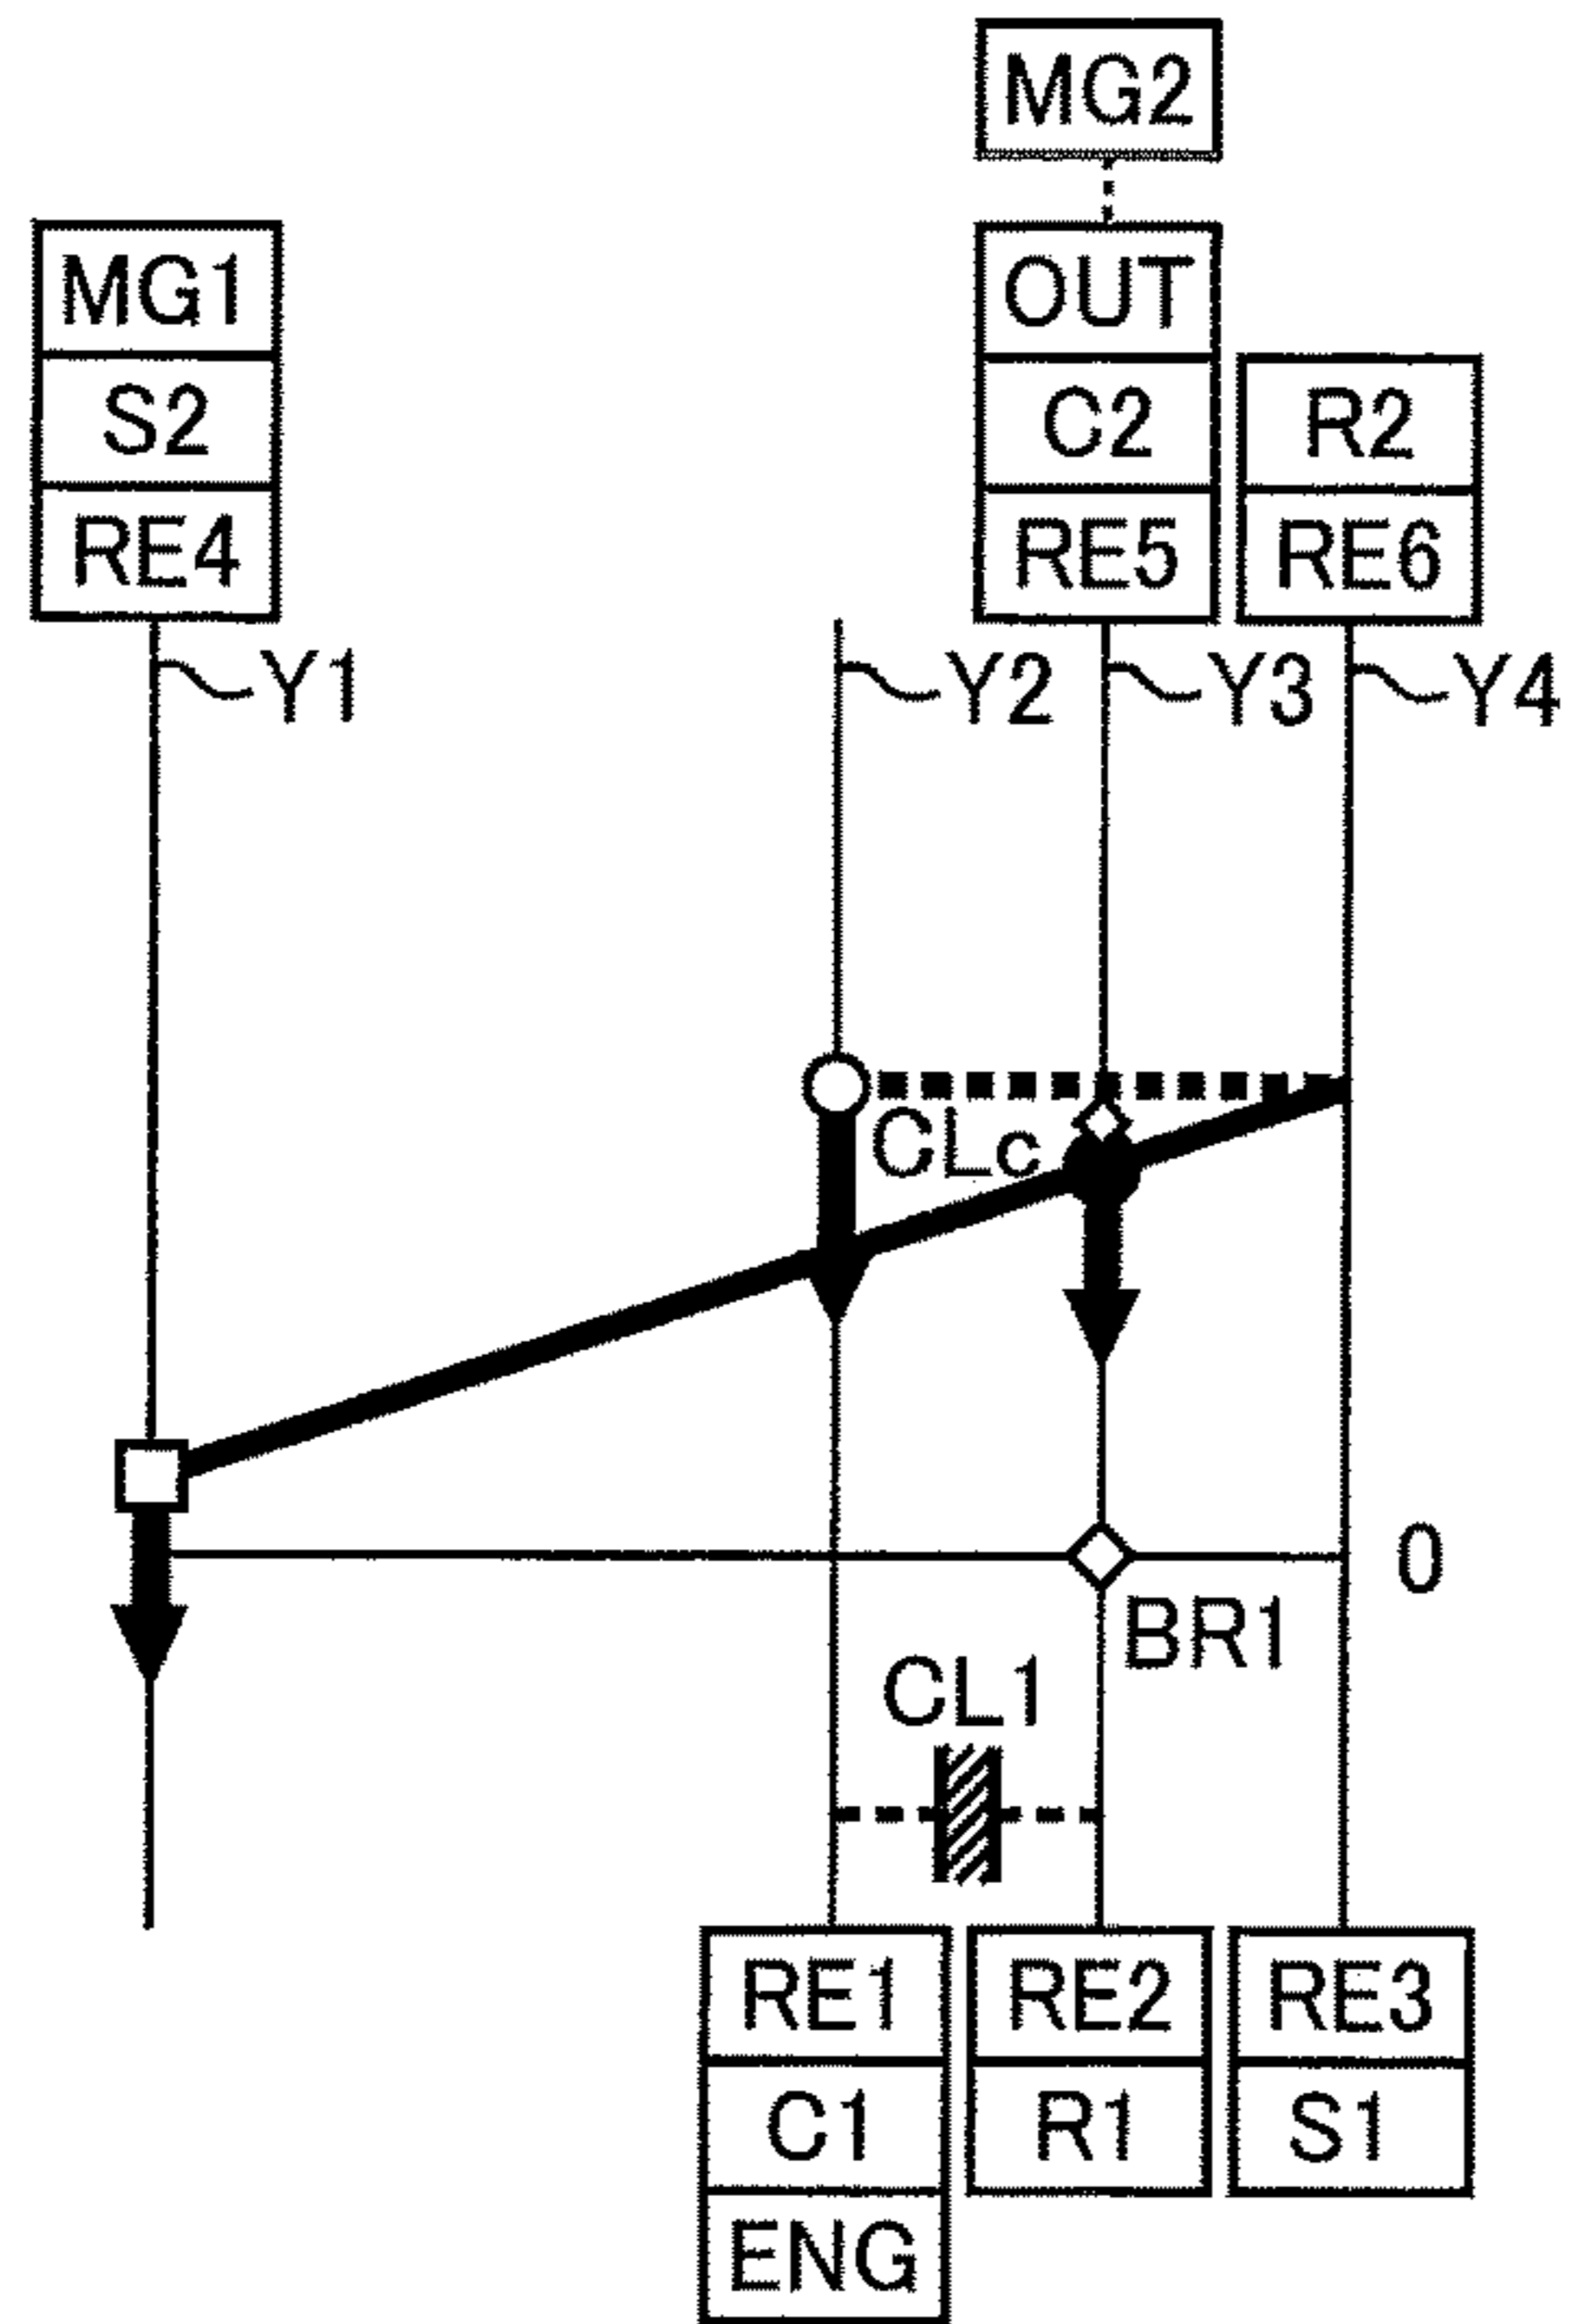 MG2
MG1
OUT
S2
C2
R2
RE4
RE5
RE6
Y1
Y2
Y3
Y4
CLc
0
BR1
CL1
RE1
RE2
RE3
C1
R1
S1
ENG